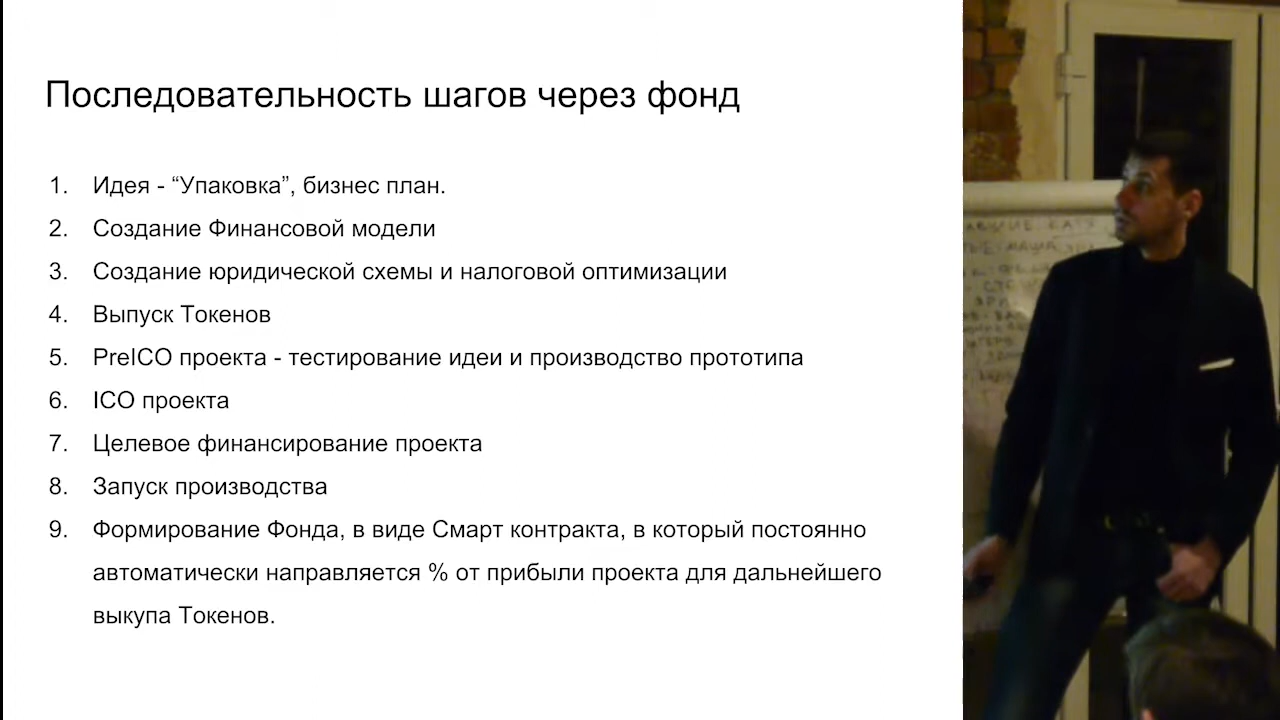 Последовательность шагов через фонд
1. Идея - “Упаковка”, бизнес план.
2. Создание Финансовой модели
3. Создание юридической схемы и налоговой оптимизации
4. Выпуск Токенов
5. PreICO проекта - тестирование идеи и производство прототипа
6. ICO проекта
7. Целевое финансирование проекта
8. Запуск производства
9. Формирование Фонда, в виде Смарт контракта, в который постоянно
автоматически направляется % от прибыли проекта для дальнейшего
выкупа Токенов.